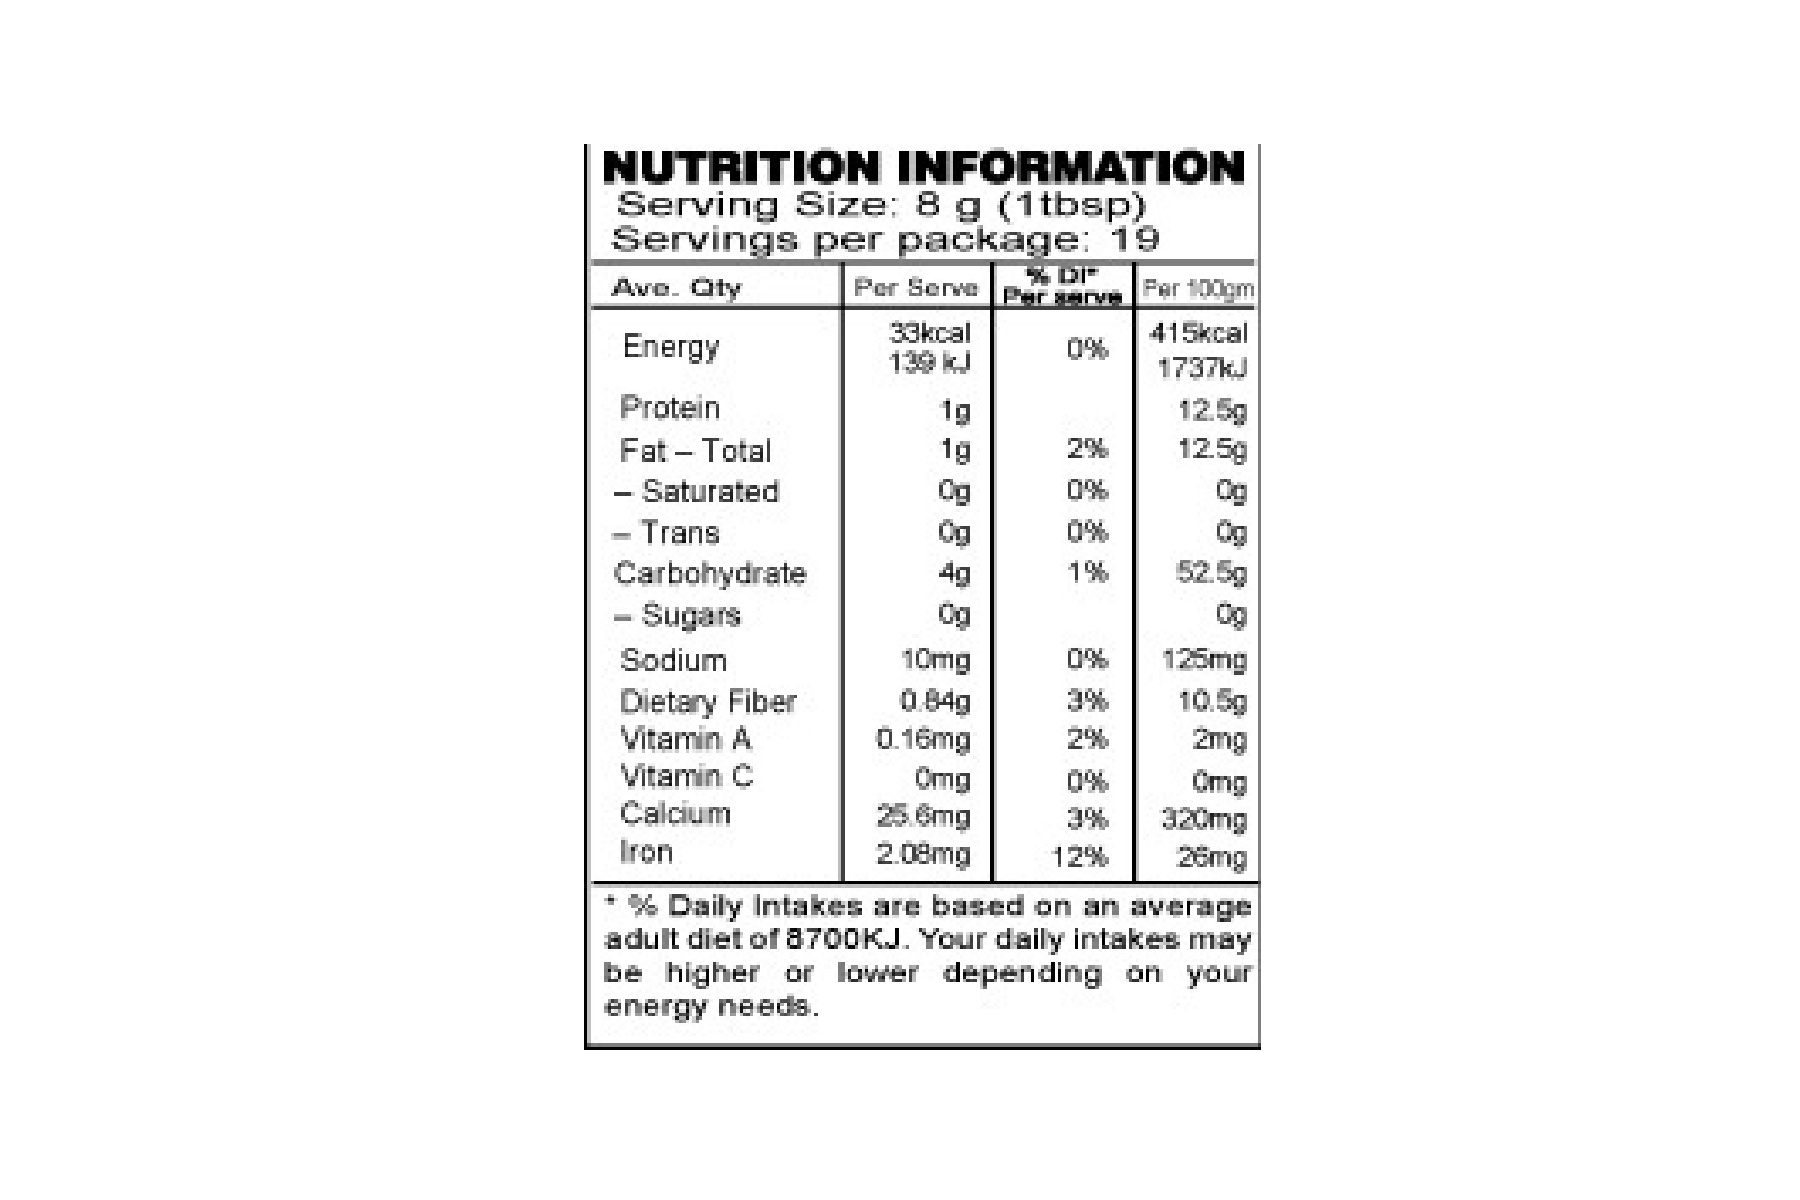 NUTRITION INFORMATION
Serving Size: 8 g (1tbsp)
Servings per package: 19
Ave. Qty Per Serve % DI* Per serve Per 100gm
Energy 33kcal 139 kJ 0% 415kcal 1737kJ
Protein 1g 12.5g
Fat – Total 1g 2% 12.5g
– Saturated 0g 0% 0g
– Trans 0g 0% 0g
Carbohydrate 4g 1% 52.5g
– Sugars 0g 0g
Sodium 10mg 0% 125mg
Dietary Fiber 0.84g 3% 10.5g
Vitamin A 0.16mg 2% 2mg
Vitamin C 0mg 0% 0mg
Calcium 25.6mg 3% 320mg
Iron 2.08mg 12% 26mg
* % Daily Intakes are based on an average
adult diet of 8700KJ. Your daily intakes may
be higher or lower depending on your
energy needs.